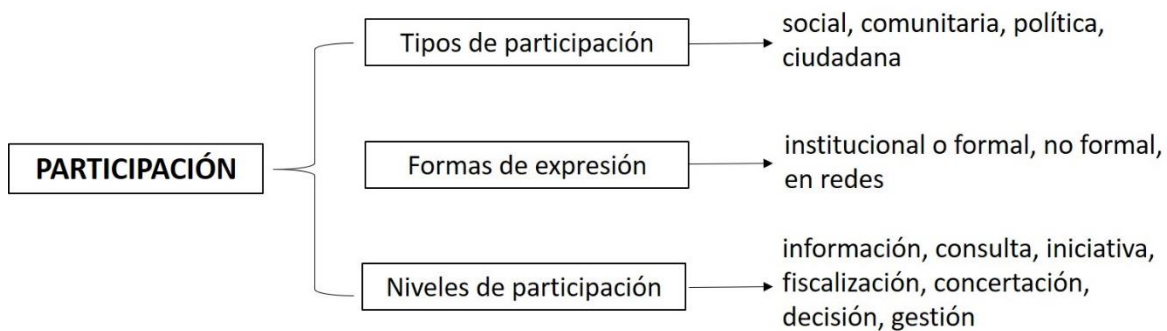 PARTICIPACIÓN
Tipos de participación
social, comunitaria, política,
ciudadana
Formas de expresión
institucional o formal, no formal,
en redes
Niveles de participación
información, consulta, iniciativa,
fiscalización, concertación,
decisión, gestión